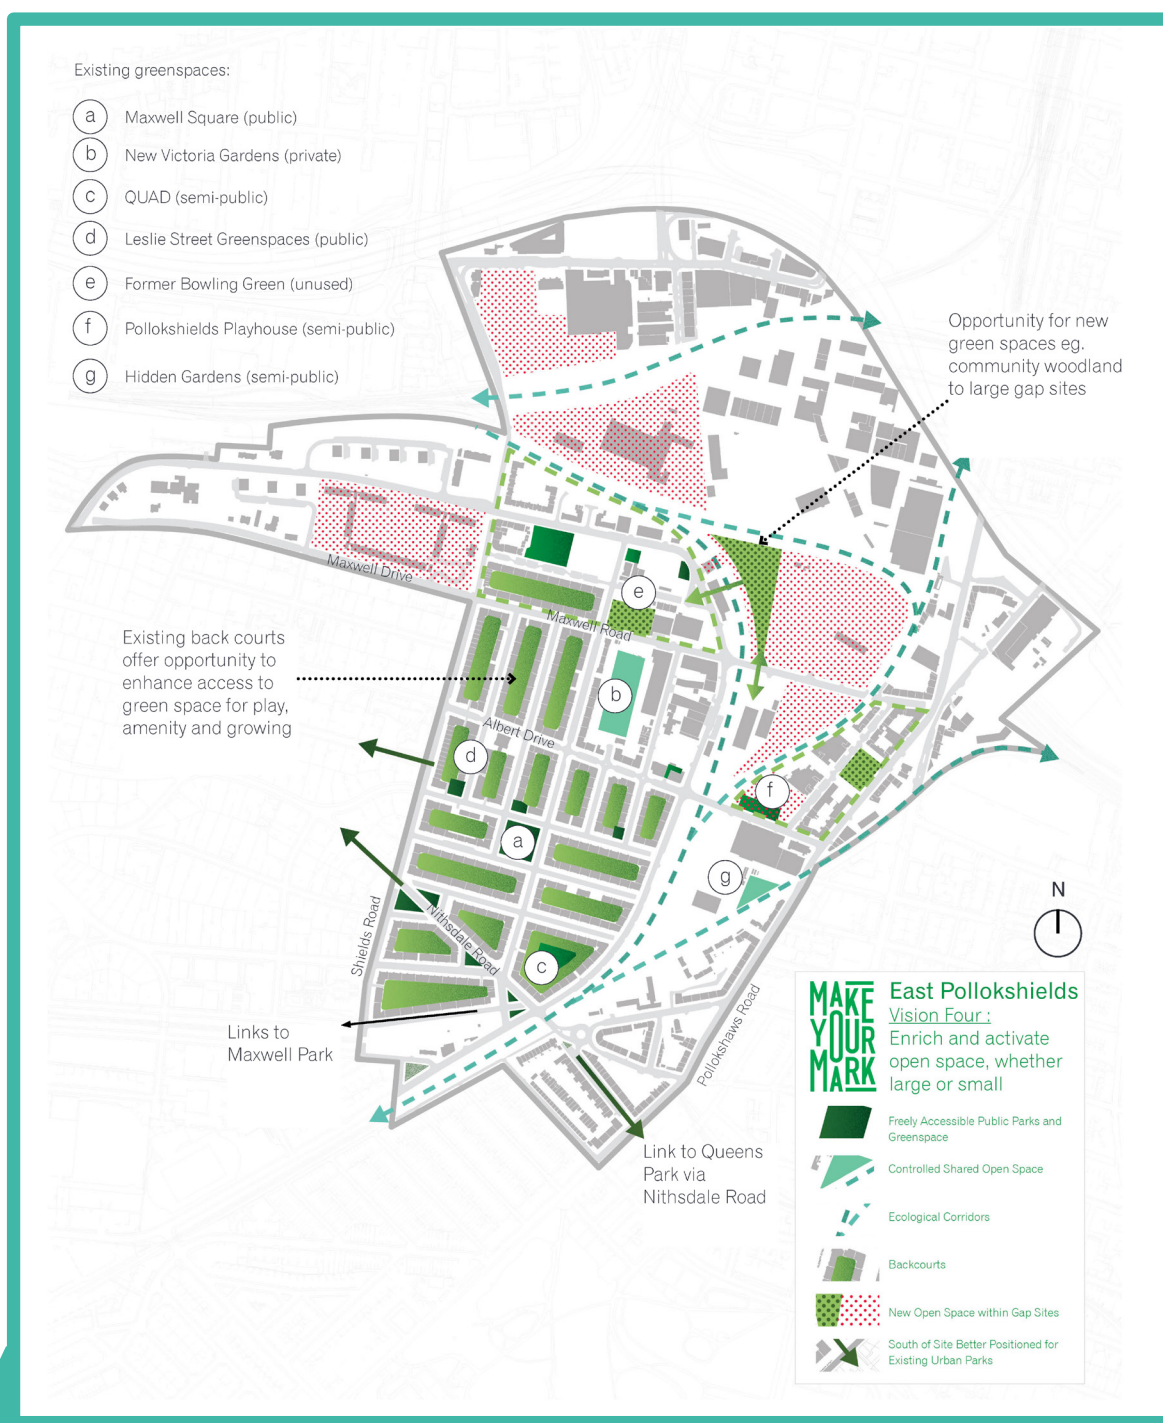 Existing greenspaces:
a Maxwell Square (public)
b New Victoria Gardens (private)
c QUAD (semi-public)
d Leslie Street Greenspaces (public)
e Former Bowling Green (unused)
f Pollokshields Playhouse (semi-public)
g Hidden Gardens (semi-public)
Opportunity for new
green spaces eg.
community woodland
to large gap sites
Maxwell Drive
e
Maxwell Road
Existing back courts
offer opportunity to
enhance access to
green space for play,
amenity and growing
b
Albert Drive
d
f
a
g
N
Shields Road
Nithsdale Road
c
Links to
Maxwell Park
Pollokshaws Road
Link to Queens
Park via
Nithsdale Road
MAKE
YOUR
MARK
East Pollokshields
Vision Four :
Enrich and activate
open space, whether
large or small
Freely Accessible Public Parks and
Greenspace
Controlled Shared Open Space
Ecological Corridors
Backcourts
New Open Space within Gap Sites
South of Site Better Positioned for
Existing Urban Parks